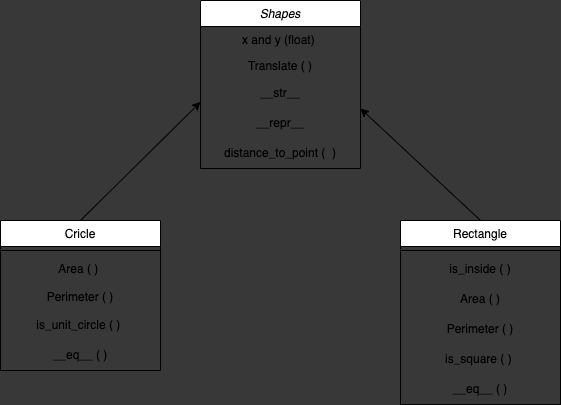 Shapes
x and y (float)
Translate ( )
__str__
__repr__
distance_to_point ( )
Cricle
Area ( )
Perimeter ( )
is_unit_circle ( )
__eq__ ( )
Rectangle
is_inside ( )
Area ( )
Perimeter ( )
is_square ( )
__eq__ ( )